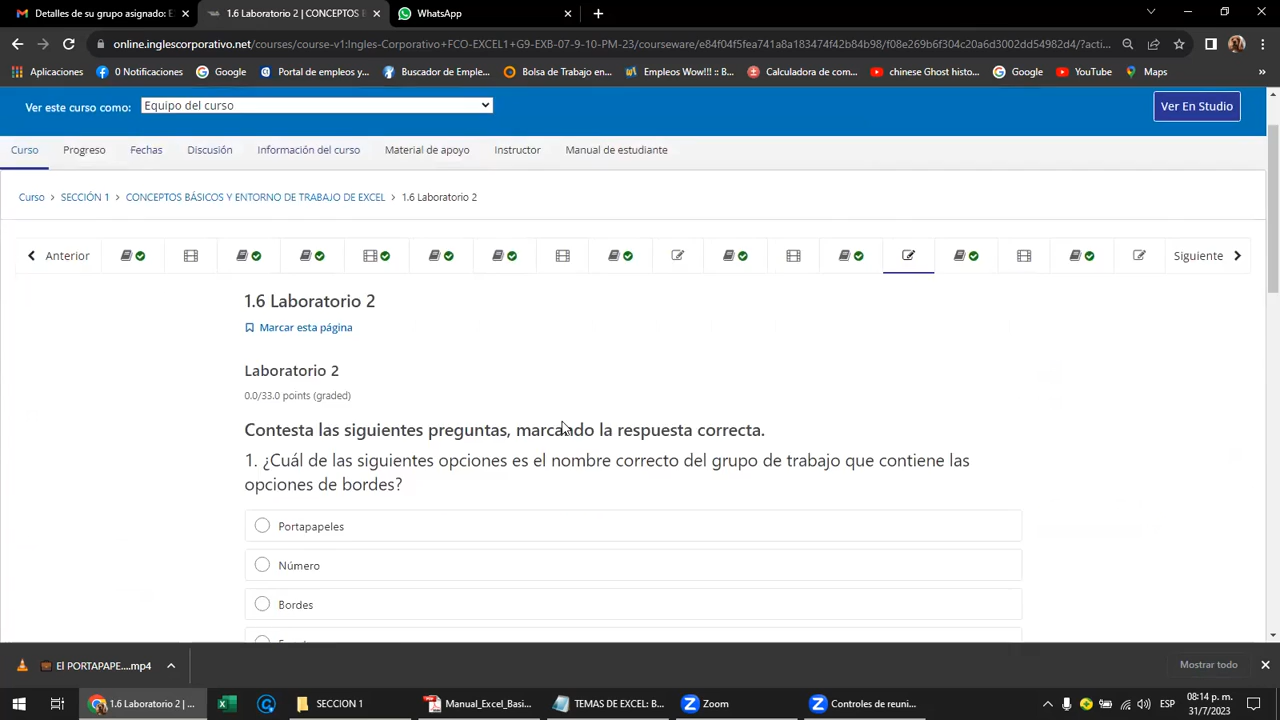 Detalles de su grupo asignado: E
1.6 Laboratorio 2 | CONCEPTOS B
WhatsApp
online.inglescorporativo.net/courses/course-v1:Ingles-Corporativo+FCO-EXCEL1+G9-EXB-07-9-10-PM-23/courseware/e84f04f5fea741a8a183474f42b84b98/f08e269b6f304c20a6d3002dd54982d4/?acti...
Aplicaciones
0 Notificaciones
Google
Portal de empleos y...
Buscador de Emple...
Bolsa de Trabajo en...
Empleos Wow!!! :: B...
Calculadora de com...
chinese Ghost histo...
Google
YouTube
Maps
»
Ver este curso como:
Equipo del curso
Ver En Studio
Curso
Progreso
Fechas
Discusión
Información del curso
Material de apoyo
Instructor
Manual de estudiante
Curso > SECCIÓN 1 > CONCEPTOS BÁSICOS Y ENTORNO DE TRABAJO DE EXCEL > 1.6 Laboratorio 2
Anterior
Siguiente
1.6 Laboratorio 2
Marcar esta página
Laboratorio 2
0.0/33.0 points (graded)
Contesta las siguientes preguntas, marcando la respuesta correcta.
1. ¿Cuál de las siguientes opciones es el nombre correcto del grupo de trabajo que contiene las
opciones de bordes?
Portapapeles
Número
Bordes
El PORTAPAPE....mp4
Mostrar todo
1.6 Laboratorio 2 | ...
SECCION 1
Manual_Excel_Basi...
TEMAS DE EXCEL: B...
Zoom
Controles de reuni...
ESP
08:14 p. m.
31/7/2023